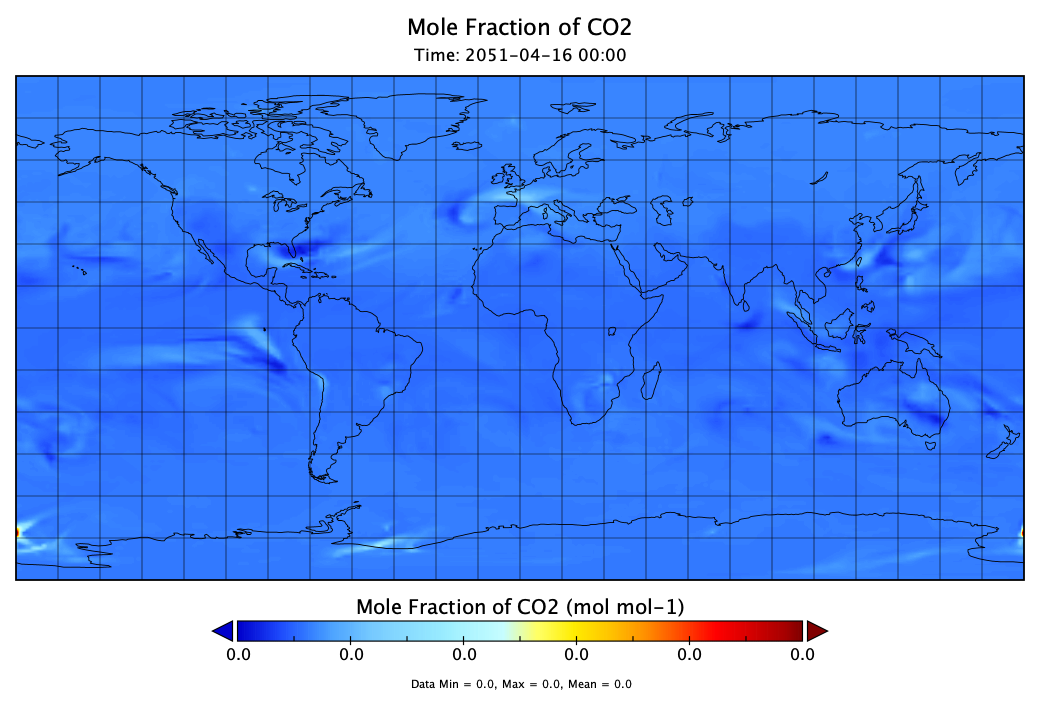 Mole Fraction of CO2
Time: 2051-04-16 00:00
Mole Fraction of CO2 (mol mol-1)
0.0 0.0 0.0 0.0 0.0 0.0
Data Min = 0.0, Max = 0.0, Mean = 0.0